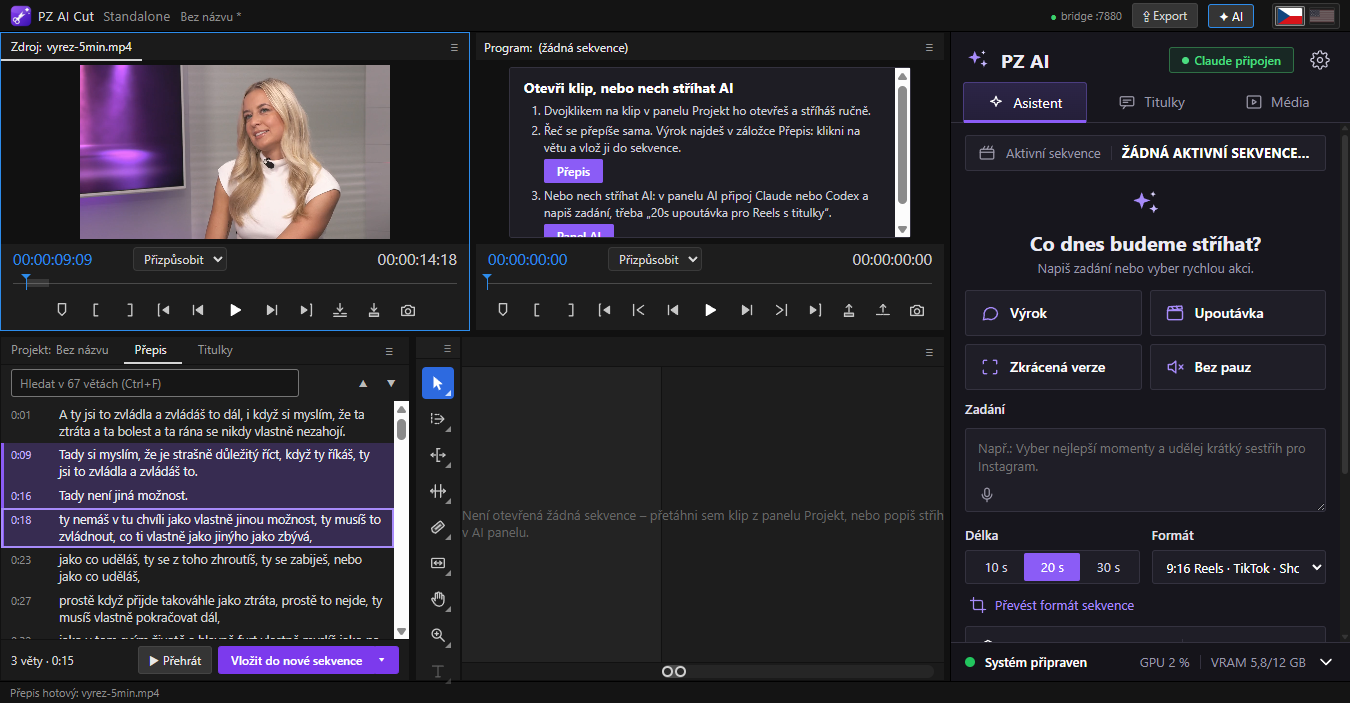 PZ AI Cut Standalone Bez názvu * bridge :7880 Export AI
Zdroj: vyrez-5min.mp4
00:00:09:09 Přizpůsobit 00:00:14:18
Program: (žádná sekvence)
Otevři klip, nebo nech stříhat AI
1. Dvojklikem na klip v panelu Projekt ho otevřeš a stříháš ručně.
2. Řeč se přepíše sama. Výrok najdeš v záložce Přepis: klikni na
větu a vlož ji do sekvence.
Přepis
3. Nebo nech stříhat AI: v panelu AI připoj Claude nebo Codex a
napiš zadání, třeba „20s upoutávka pro Reels s titulky“.
Panel AI
00:00:00:00 Přizpůsobit 00:00:00:00
Projekt: Bez názvu Přepis Titulky
Hledat v 67 větách (Ctrl+F)
0:01 A ty jsi to zvládla a zvládáš to dál, i když si myslím, že ta
ztráta a ta bolest a ta rána se nikdy vlastně nezahojí.
0:09 Tady si myslím, že je strašně důležitý říct, když ty říkáš, ty
jsi to zvládla a zvládáš to.
0:16 Tady není jiná možnost.
0:18 ty nemáš v tu chvíli jako vlastně jinou možnost, ty musíš to
zvládnout, co ti vlastně jako jinýho jako zbývá,
0:23 jako co uděláš, ty se z toho zhroutíš, ty se zabiješ, nebo
jako co uděláš,
0:27 prostě když přijde takováhle jako ztráta, prostě to nejde, ty
musíš vlastně pokračovat dál,
3 věty · 0:15 Přehrát Vložit do nové sekvence
Není otevřená žádná sekvence – přetáhni sem klip z panelu Projekt, nebo popiš střih
v AI panelu.
PZ AI Claude připojen
Asistent Titulky Média
Aktivní sekvence ŽÁDNÁ AKTIVNÍ SEKVENCE...
Co dnes budeme stříhat?
Napiš zadání nebo vyber rychlou akci.
Výrok Upoutávka
Zkrácená verze Bez pauz
Zadání
Např.: Vyber nejlepší momenty a udělej krátký sestřih pro
Instagram.
Délka Formát
10 s 20 s 30 s 9:16 Reels · TikTok · Shc
Převést formát sekvence
Systém připraven GPU 2 % VRAM 5,8/12 GB
Přepis hotový: vyrez-5min.mp4